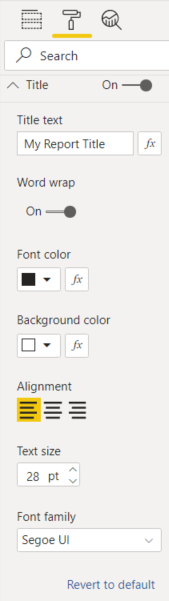 Search
Title On
Title text
My Report Title fx
Word wrap
On
Font color
fx
Background color
fx
Alignment
Text size
28 pt
Font family
Segoe UI
Revert to default